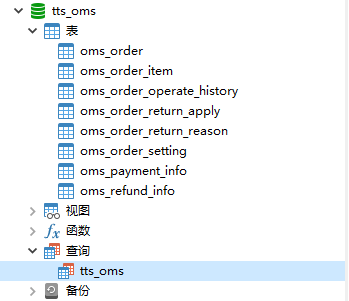 tts_oms
表
oms_order
oms_order_item
oms_order_operate_history
oms_order_return_apply
oms_order_return_reason
oms_order_setting
oms_payment_info
oms_refund_info
视图
fx 函数
查询
tts_oms
备份